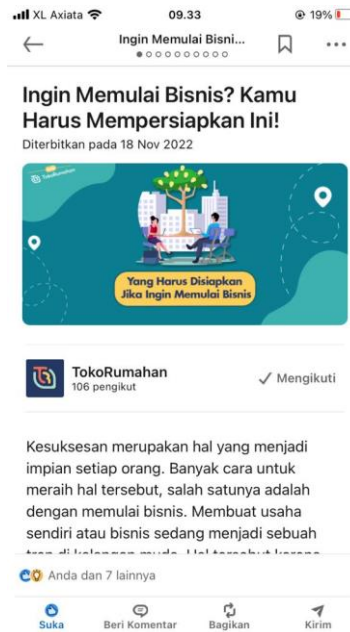 XL Axiata
09.33
19%
Ingin Memulai Bisni...
Ingin Memulai Bisnis? Kamu
Harus Mempersiapkan Ini!
Diterbitkan pada 18 Nov 2022
TokoRumahan
Yang Harus Disiapkan
Jika Ingin Memulai Bisnis
TokoRumahan
106 pengikut
Mengikuti
Kesuksesan merupakan hal yang menjadi
impian setiap orang. Banyak cara untuk
meraih hal tersebut, salah satunya adalah
dengan memulai bisnis. Membuat usaha
sendiri atau bisnis sedang menjadi sebuah
Anda dan 7 lainnya
Suka
Beri Komentar
Bagikan
Kirim